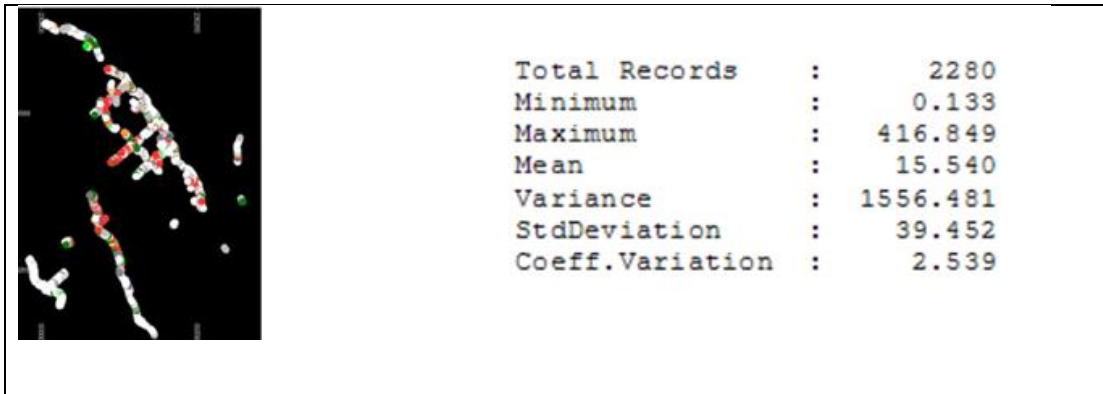 Total Records : 2280
Minimum : 0.133
Maximum : 416.849
Mean : 15.540
Variance : 1556.481
StdDeviation : 39.452
Coeff.Variation : 2.539